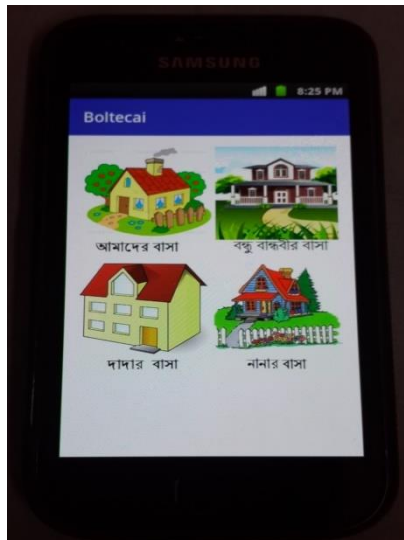 SAMSUNG
8:25 PM
Boltecai
আমাদের বাসা
বন্ধু বান্ধবীর বাসা
দাদার বাসা
নানার বাসা